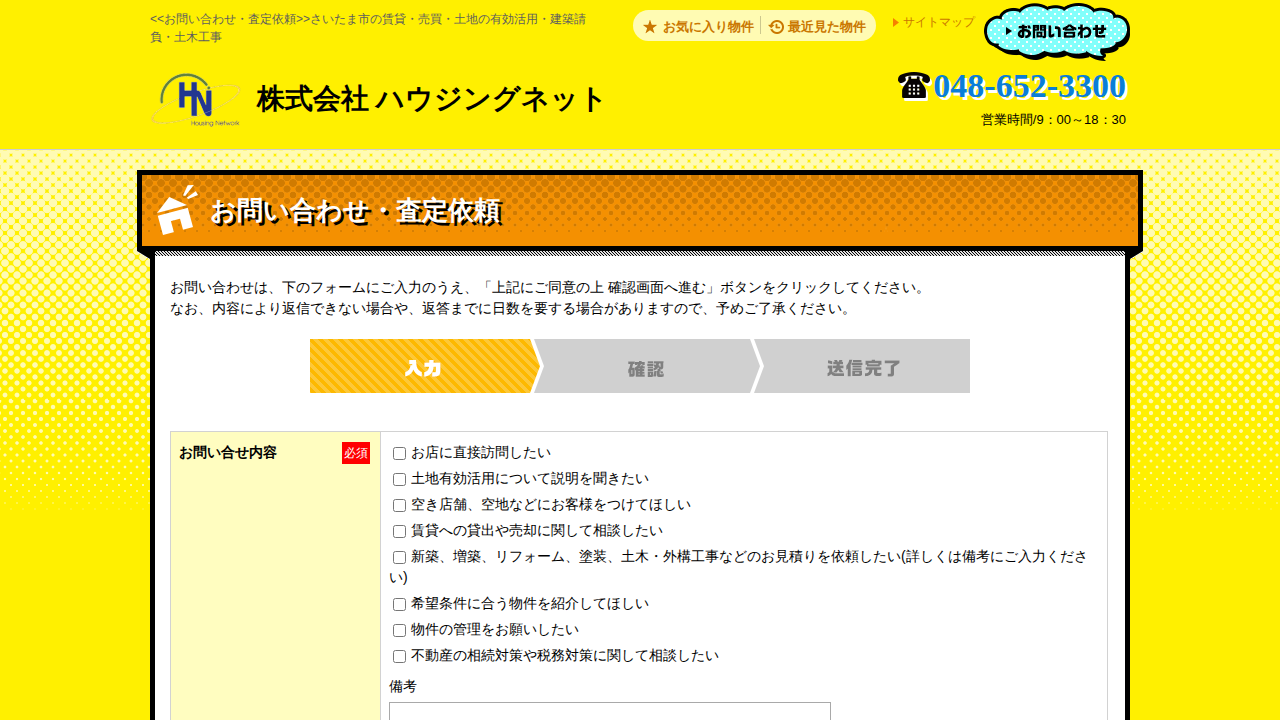 <<お問い合わせ・査定依頼>>さいたま市の賃貸・売買・土地の有効活用・建築請
負・土木工事
お気に入り物件
最近見た物件
サイトマップ
お問い合わせ
HN
Housing Network
株式会社 ハウジングネット
048-652-3300
営業時間/9：00～18：30
お問い合わせ・査定依頼
お問い合わせは、下のフォームにご入力のうえ、「上記にご同意の上 確認画面へ進む」ボタンをクリックしてください。
なお、内容により返信できない場合や、返答までに日数を要する場合がありますので、予めご了承ください。
入力
確認
送信完了
お問い合せ内容
必須
お店に直接訪問したい
土地有効活用について説明を聞きたい
空き店舗、空地などにお客様をつけてほしい
賃貸への貸出や売却に関して相談したい
新築、増築、リフォーム、塗装、土木・外構工事などのお見積りを依頼したい(詳しくは備考にご入力くださ
い)
希望条件に合う物件を紹介してほしい
物件の管理をお願いしたい
不動産の相続対策や税務対策に関して相談したい
備考